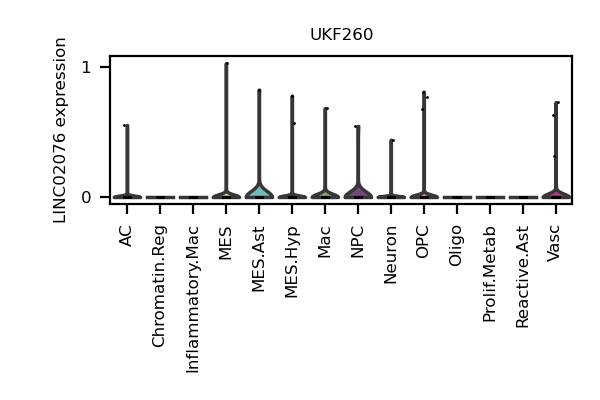 UKF260
LINC02076 expression
1
0
AC
Chromatin.Reg
Inflammatory.Mac
MES
MES.Ast
MES.Hyp
Mac
NPC
Neuron
OPC
Oligo
Prolif.Metab
Reactive.Ast
Vasc